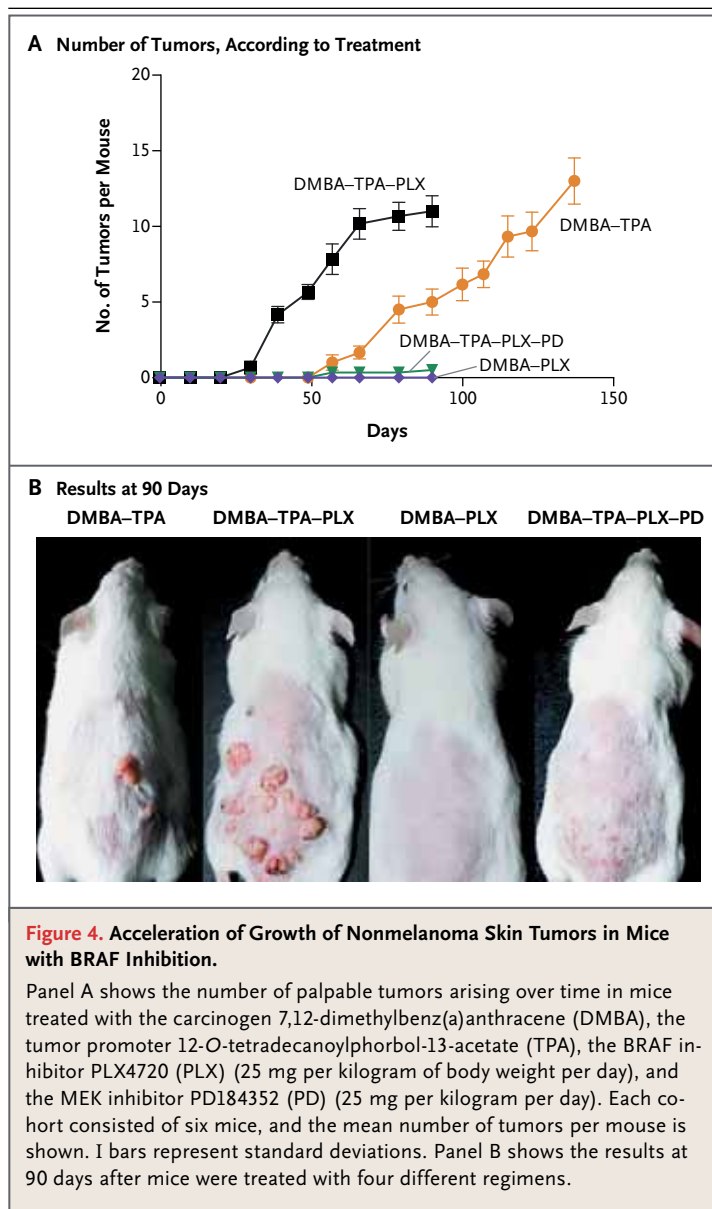 A Number of Tumors, According to Treatment
20
15
10
5
0
No. of Tumors per Mouse
DMBA–TPA–PLX
DMBA–TPA
DMBA–TPA–PLX–PD
DMBA–PLX
0
50
100
150
Days
B Results at 90 Days
DMBA–TPA
DMBA–TPA–PLX
DMBA–PLX
DMBA–TPA–PLX–PD
Figure 4. Acceleration of Growth of Nonmelanoma Skin Tumors in Mice
with BRAF Inhibition.
Panel A shows the number of palpable tumors arising over time in mice
treated with the carcinogen 7,12-dimethylbenz(a)anthracene (DMBA), the
tumor promoter 12-O-tetradecanoylphorbol-13-acetate (TPA), the BRAF in-
hibitor PLX4720 (PLX) (25 mg per kilogram of body weight per day), and
the MEK inhibitor PD184352 (PD) (25 mg per kilogram per day). Each co-
hort consisted of six mice, and the mean number of tumors per mouse is
shown. I bars represent standard deviations. Panel B shows the results at
90 days after mice were treated with four different regimens.